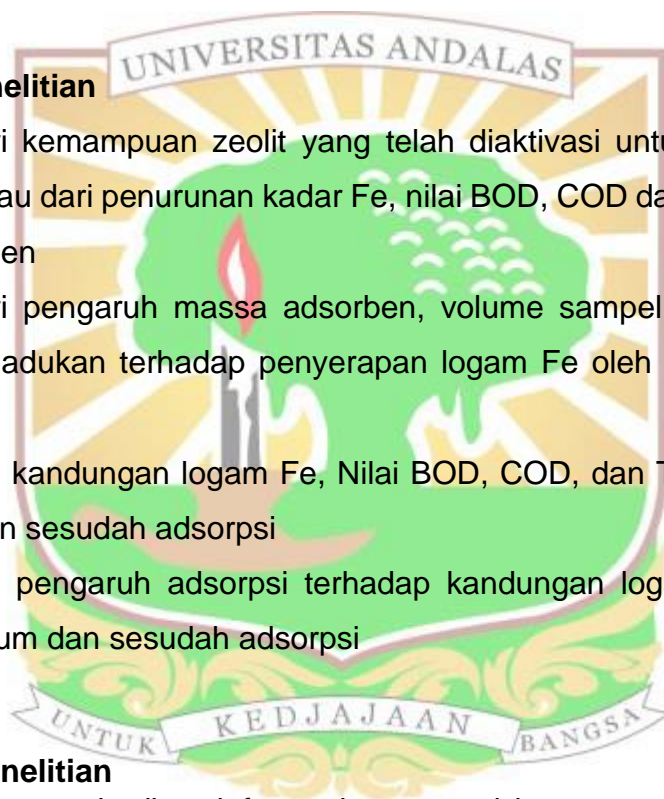 UNIVERSITAS ANDALAS
nelitian
ri kemampuan zeolit yang telah diaktivasi untu
au dari penurunan kadar Fe, nilai BOD, COD da
en
ri pengaruh massa adsorben, volume sampel
adukan terhadap penyerapan logam Fe oleh
kandungan logam Fe, Nilai BOD, COD, dan T
n sesudah adsorpsi
pengaruh adsorpsi terhadap kandungan log
um dan sesudah adsorpsi
UNTUK KEDJAJAAN BANGSA
nelitian